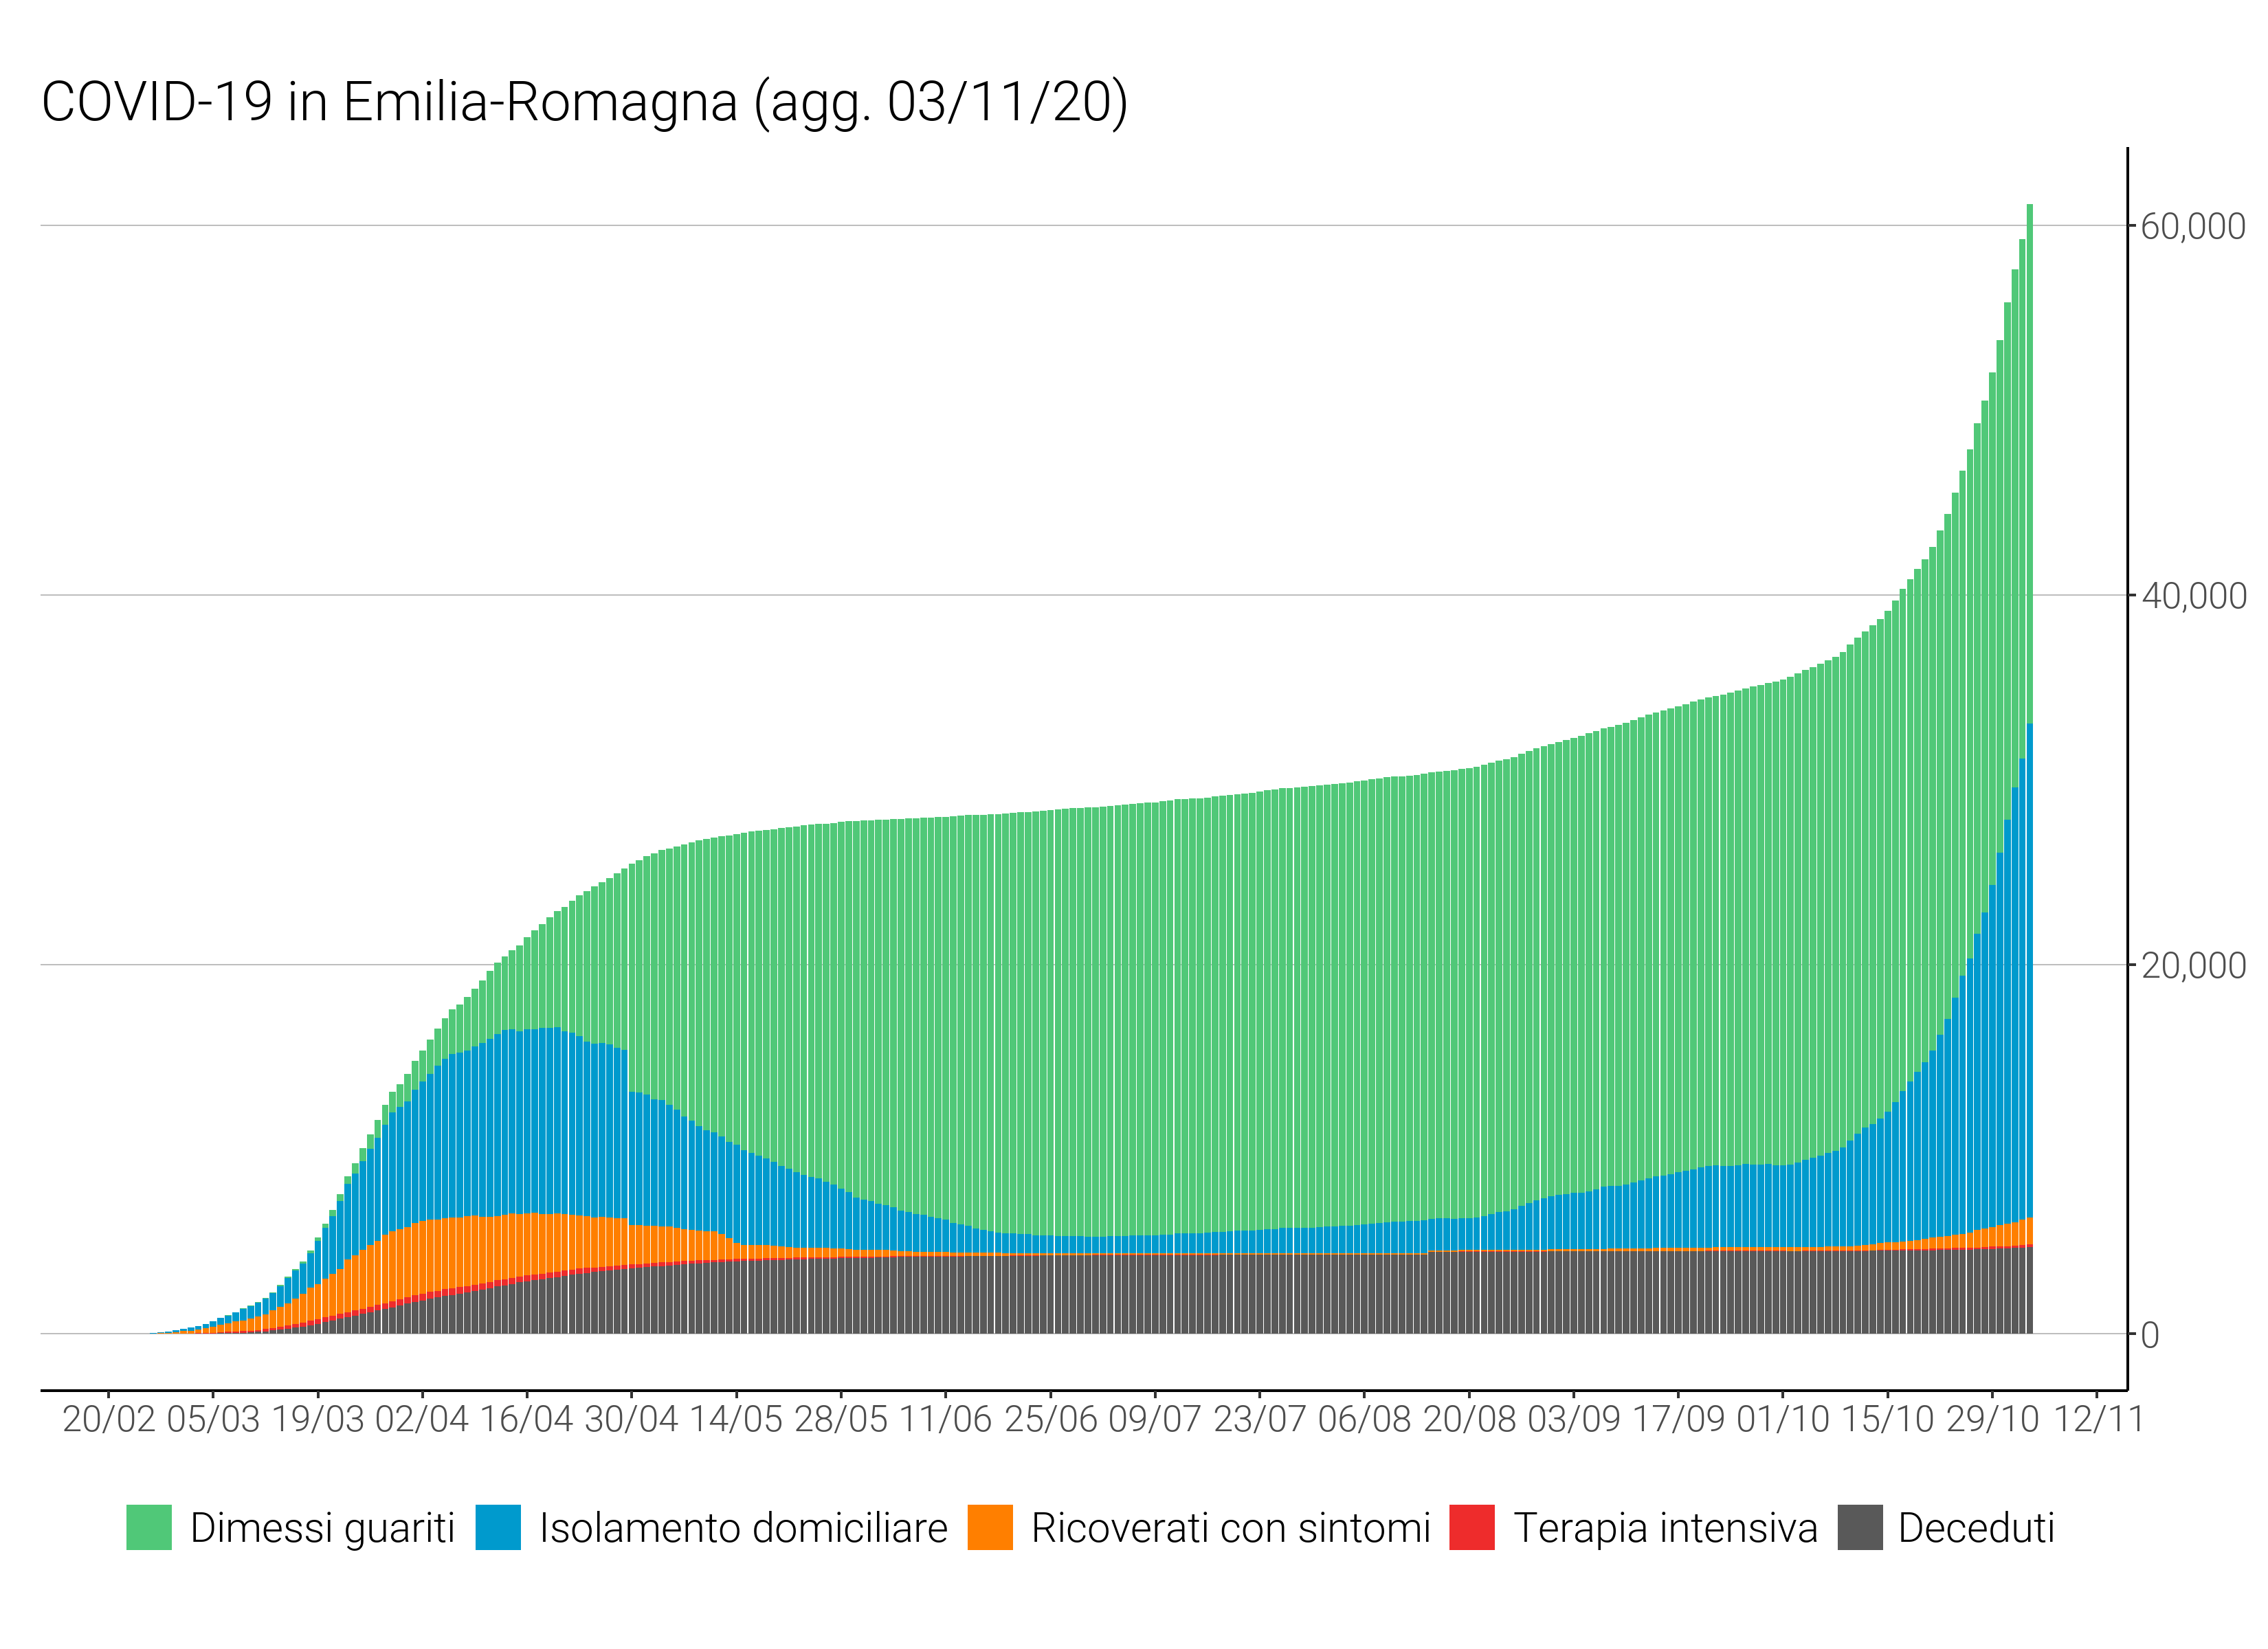 COVID-19 in Emilia-Romagna (agg. 03/11/20)
60,000
40,000
20,000
0
20/02 05/03 19/03 02/04 16/04 30/04 14/05 28/05 11/06 25/06 09/07 23/07 06/08 20/08 03/09 17/09 01/10 15/10 29/10 12/11
Dimessi guariti Isolamento domiciliare Ricoverati con sintomi Terapia intensiva Deceduti